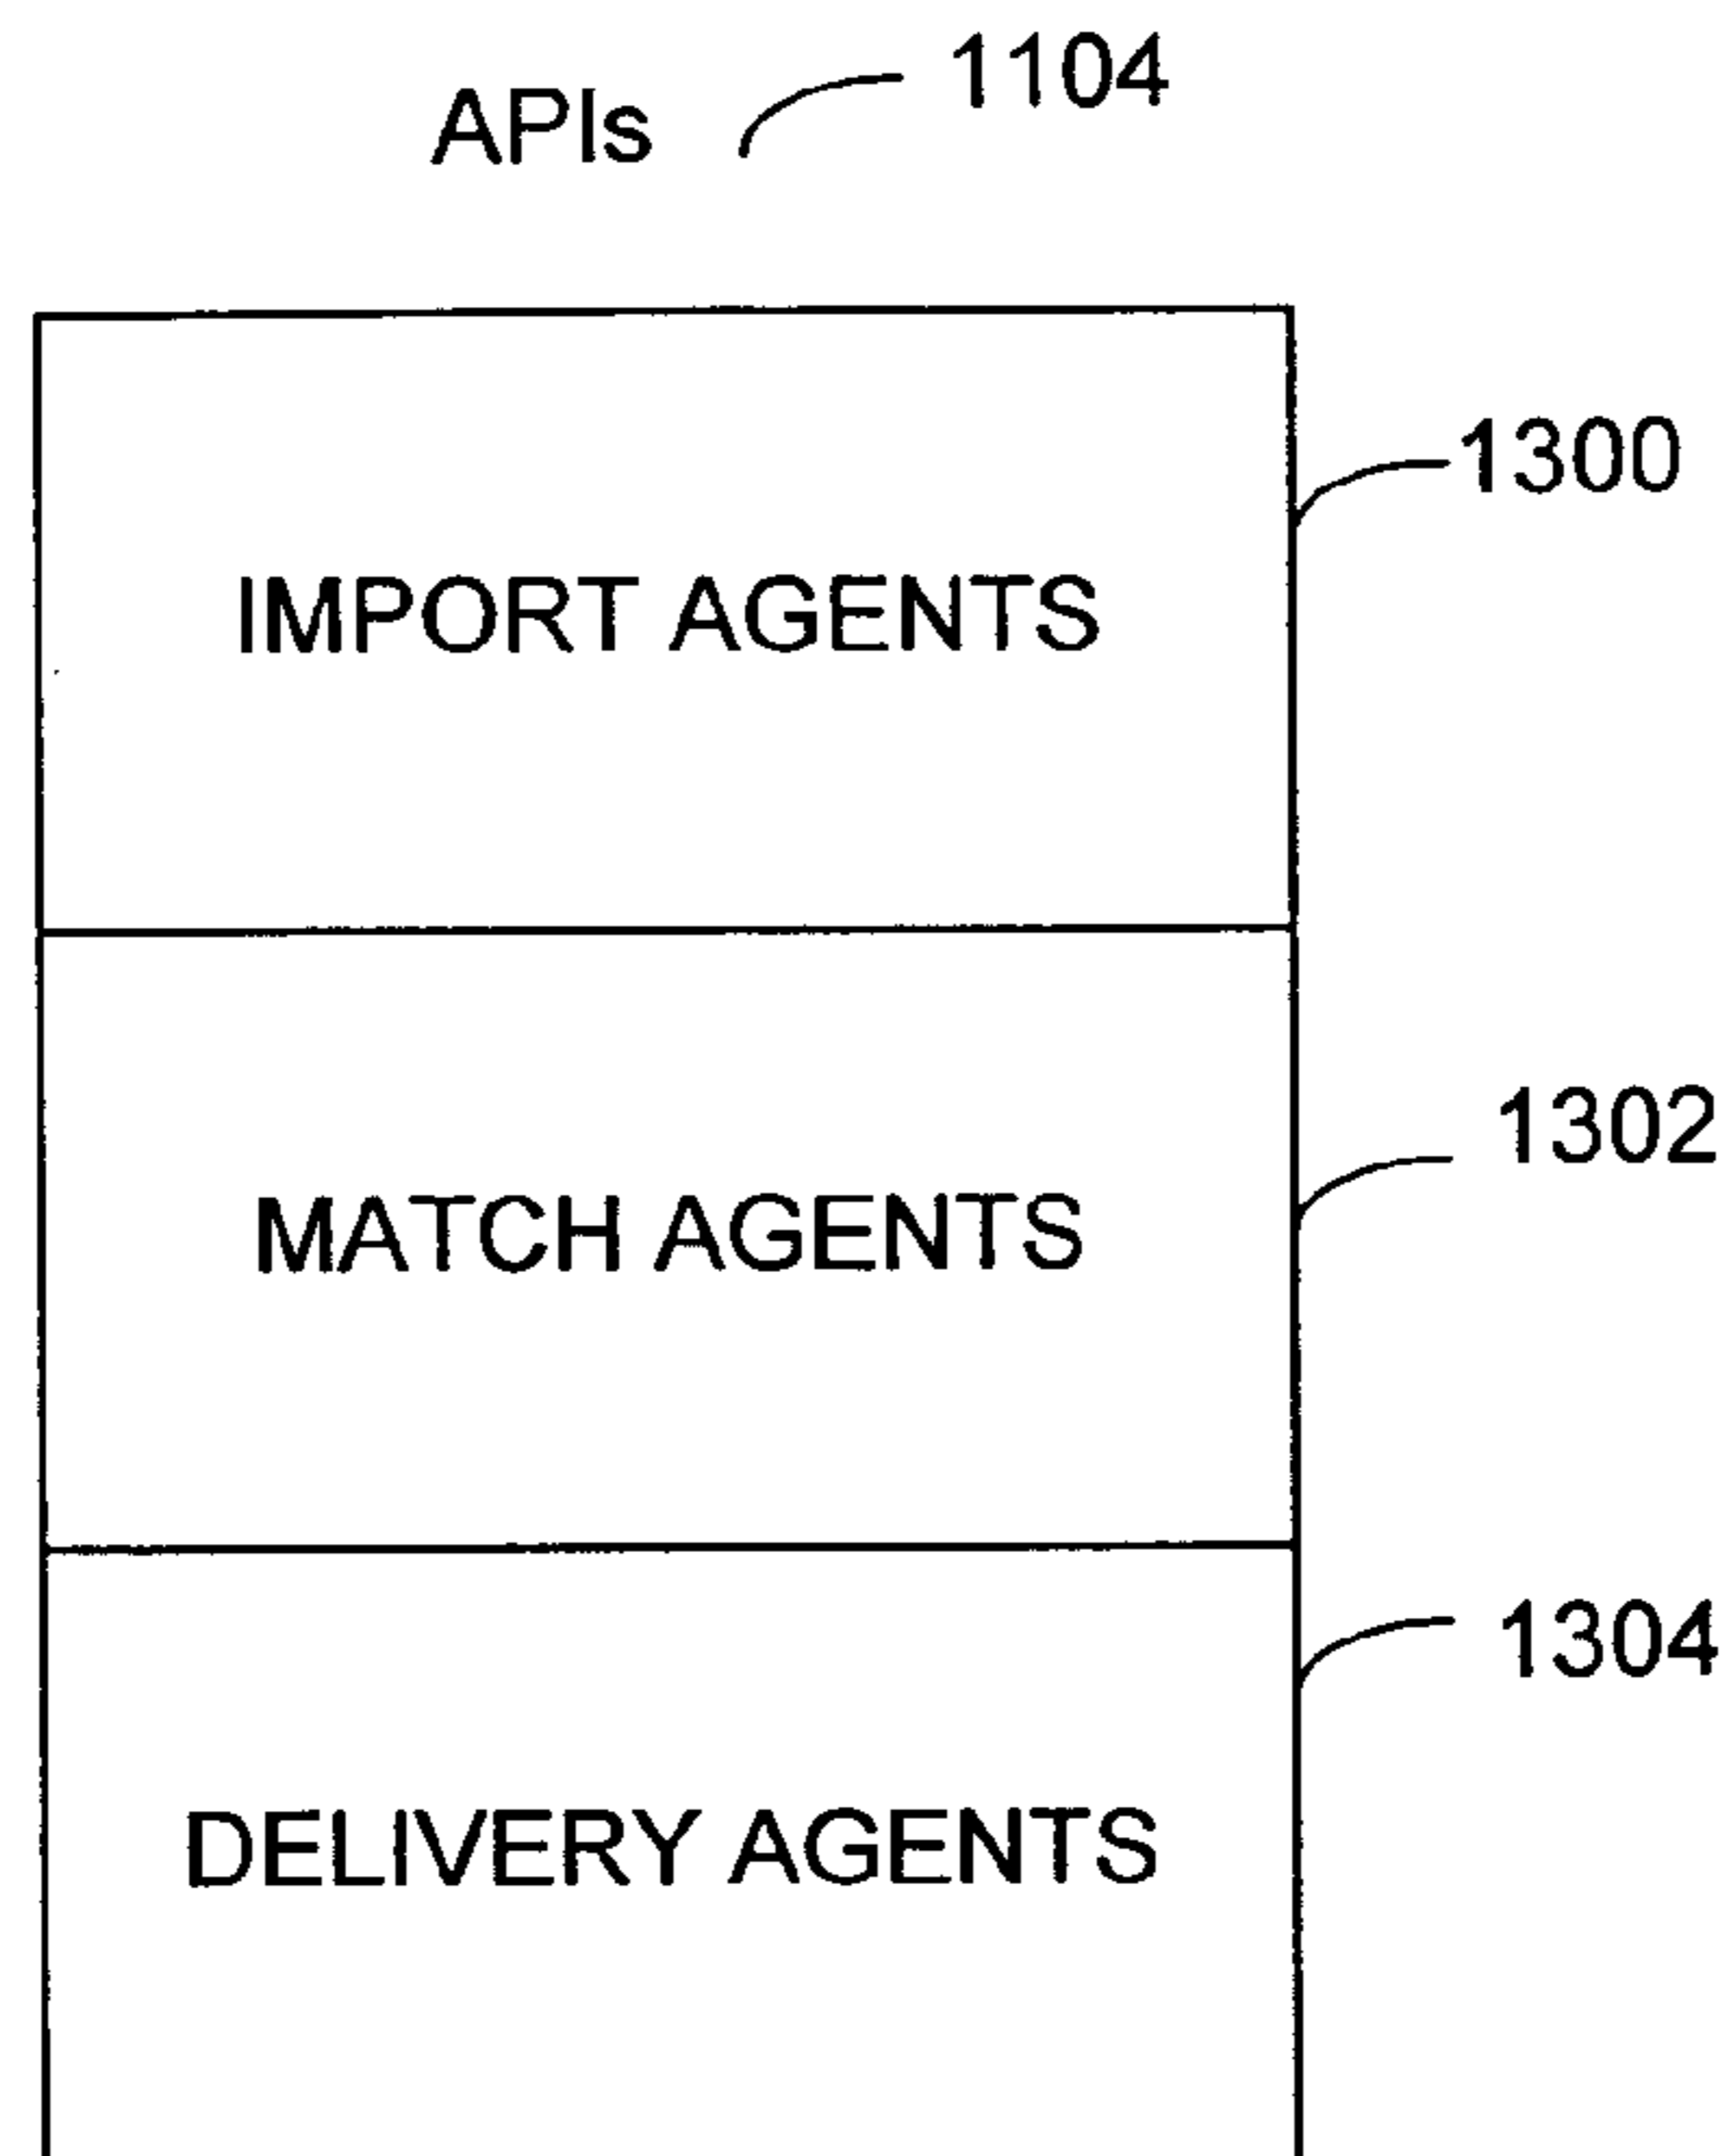 APIs 1104
1300
IMPORT AGENTS
1302
MATCH AGENTS
1304
DELIVERY AGENTS